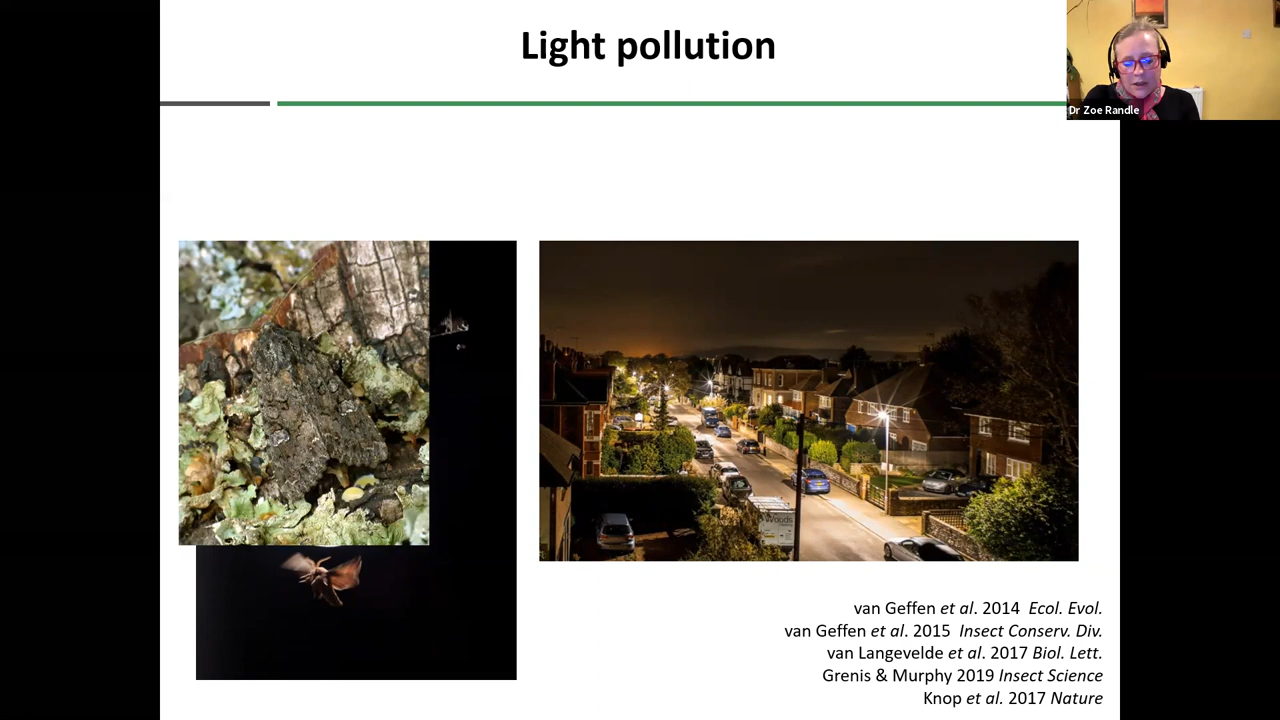 Light pollution
Dr Zoe Randle
Woods
van Geffen et al. 2014 Ecol. Evol.
van Geffen et al. 2015 Insect Conserv. Div.
van Langevelde et al. 2017 Biol. Lett.
Grenis & Murphy 2019 Insect Science
Knop et al. 2017 Nature